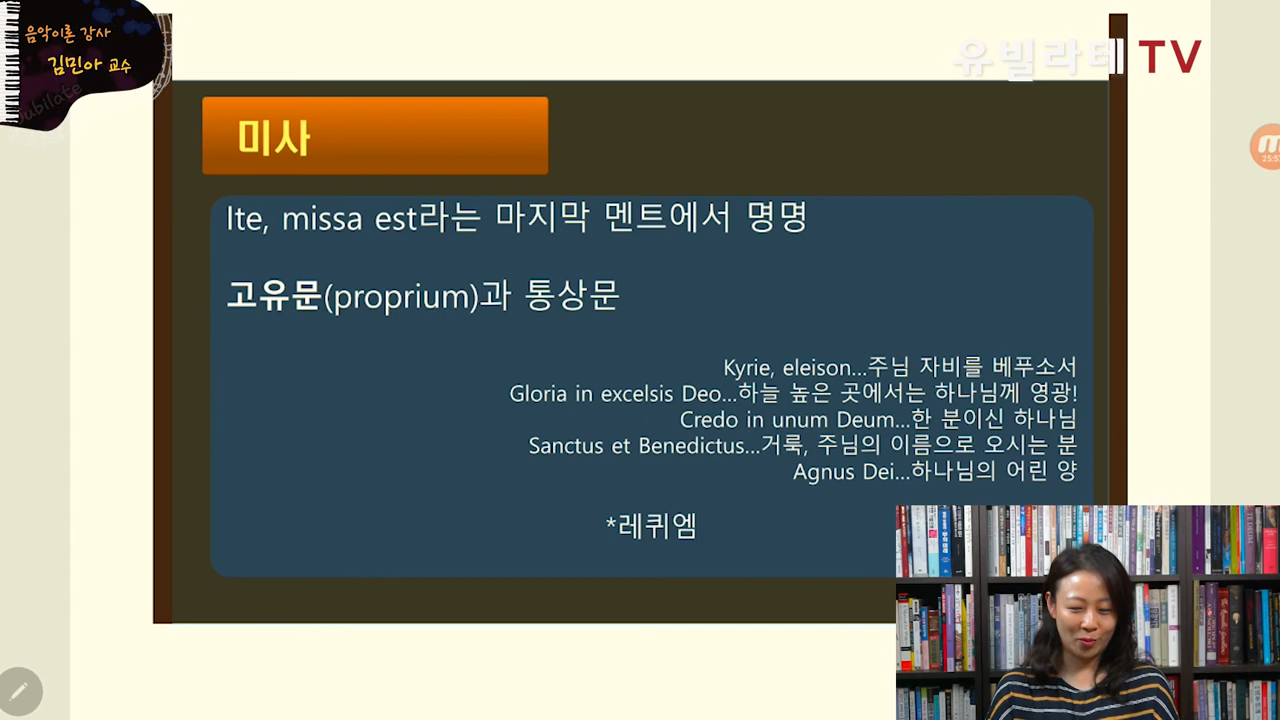 음악이론 강사
김민아 교수
Jubilate
유빌라테 TV
미사
Ite, missa est라는 마지막 멘트에서 명명
고유문(proprium)과 통상문
Kyrie, eleison...주님 자비를 베푸소서
Gloria in excelsis Deo...하늘 높은 곳에서는 하나님께 영광!
Credo in unum Deum...한 분이신 하나님
Sanctus et Benedictus...거룩, 주님의 이름으로 오시는 분
Agnus Dei...하나님의 어린 양
*레퀴엠